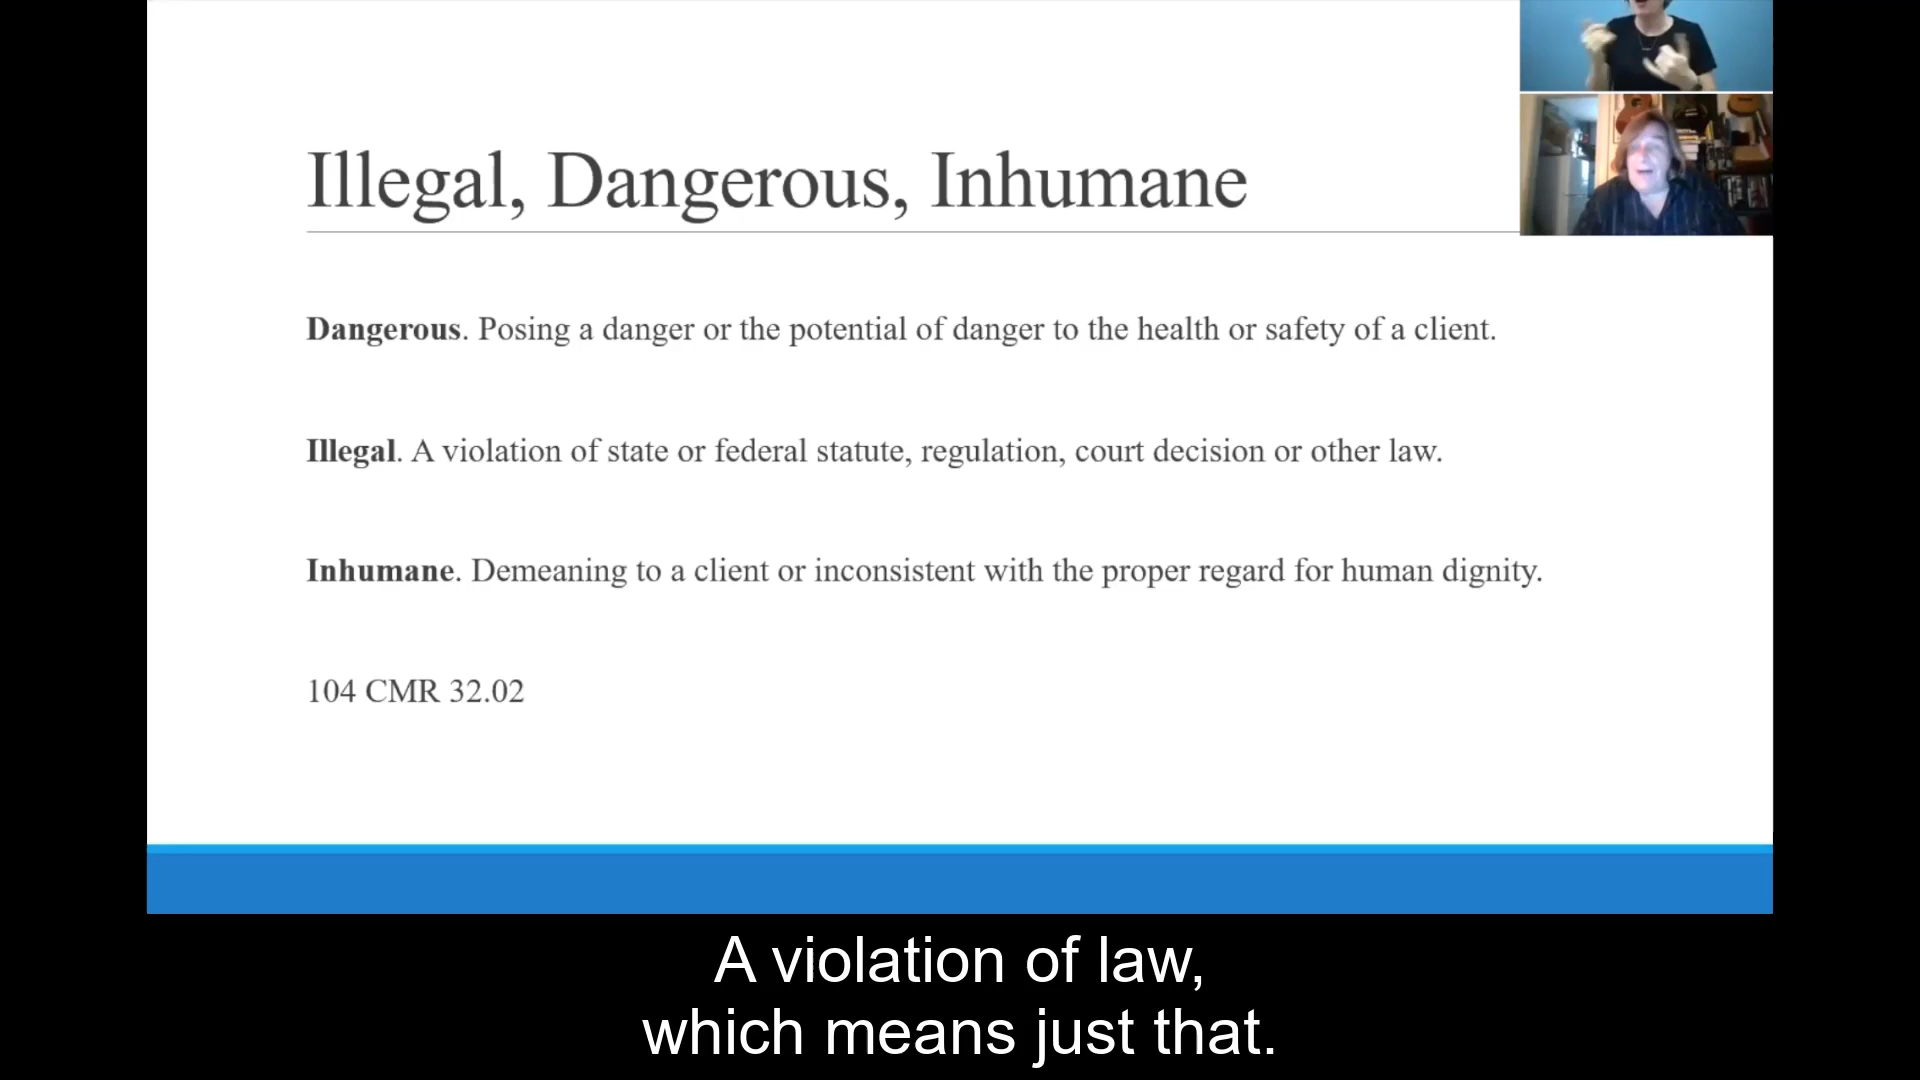 Illegal, Dangerous, Inhumane
Dangerous. Posing a danger or the potential of danger to the health or safety of a client.
Illegal. A violation of state or federal statute, regulation, court decision or other law.
Inhumane. Demeaning to a client or inconsistent with the proper regard for human dignity.
104 CMR 32.02
A violation of law,
which means just that.